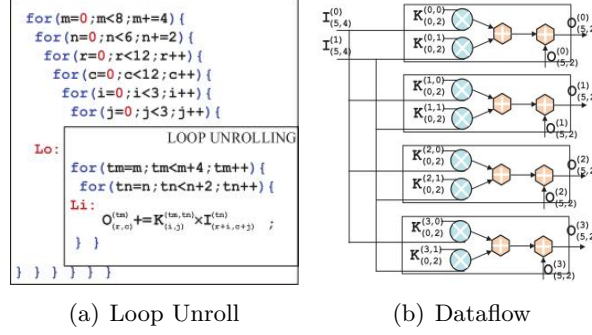 for(m=0;m<8;m+=4){
for(n=0;n<6;n+=2){
for(r=0;r<12;r++){
for(c=0;c<12;c++){
for(i=0;i<3;i++){
for(j=0;j<3;j++){
LOOP UNROLLING
Lo:
for(tm=m;tm<m+4;tm++){
for(tn=n;tn<n+2;tn++){
Li:
O(r,c)^(tm)+=K(i,j)^(tm,tn)×I(r+i,c+j)^(tn) ;
} }
} } } } } }
(a) Loop Unroll
I(5,4)^(0)
I(5,4)^(1)
K(0,2)^(0,0)
K(0,2)^(0,1)
O(5,2)^(0)
O(5,2)^(0)
K(0,2)^(1,0)
K(0,2)^(1,1)
O(5,2)^(1)
O(5,2)^(1)
K(0,2)^(2,0)
K(0,2)^(2,1)
O(5,2)^(2)
O(5,2)^(2)
K(0,2)^(3,0)
K(0,2)^(3,1)
O(5,2)^(3)
O(5,2)^(3)
(b) Dataflow